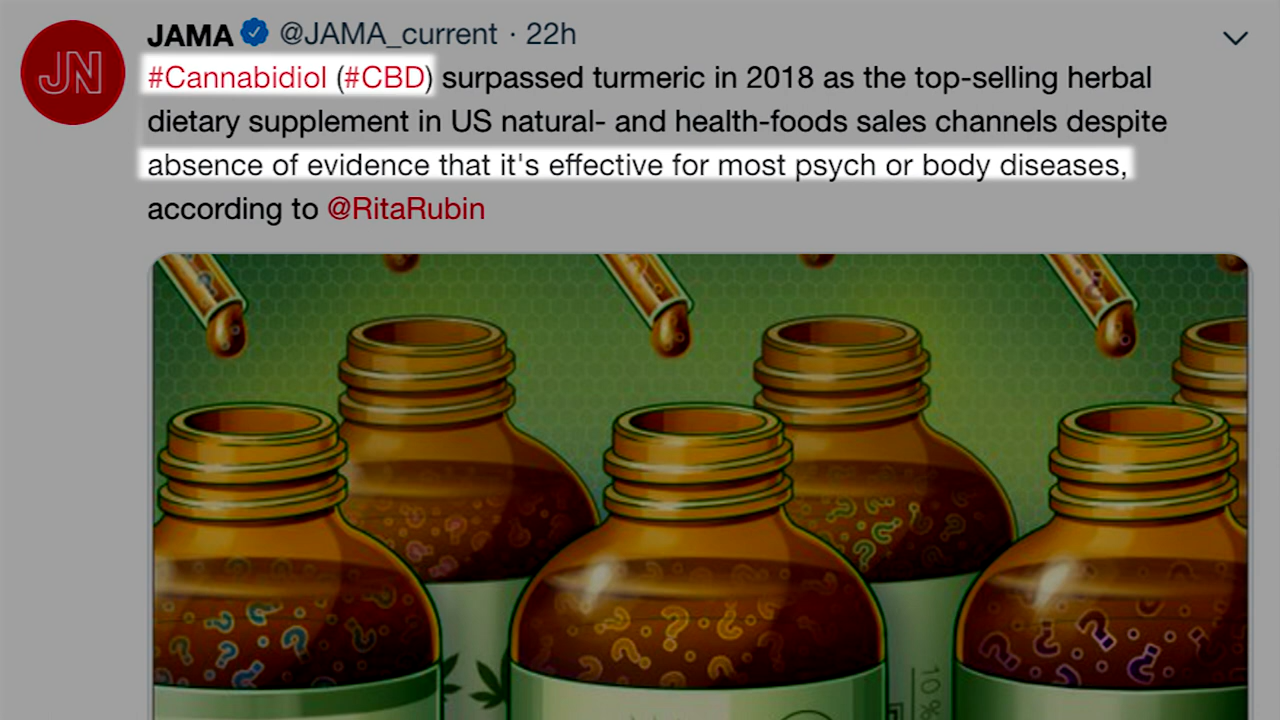 JAMA @JAMA_current · 22h
JN
#Cannabidiol (#CBD) surpassed turmeric in 2018 as the top-selling herbal
dietary supplement in US natural- and health-foods sales channels despite
absence of evidence that it's effective for most psych or body diseases,
according to @RitaRubin
10%